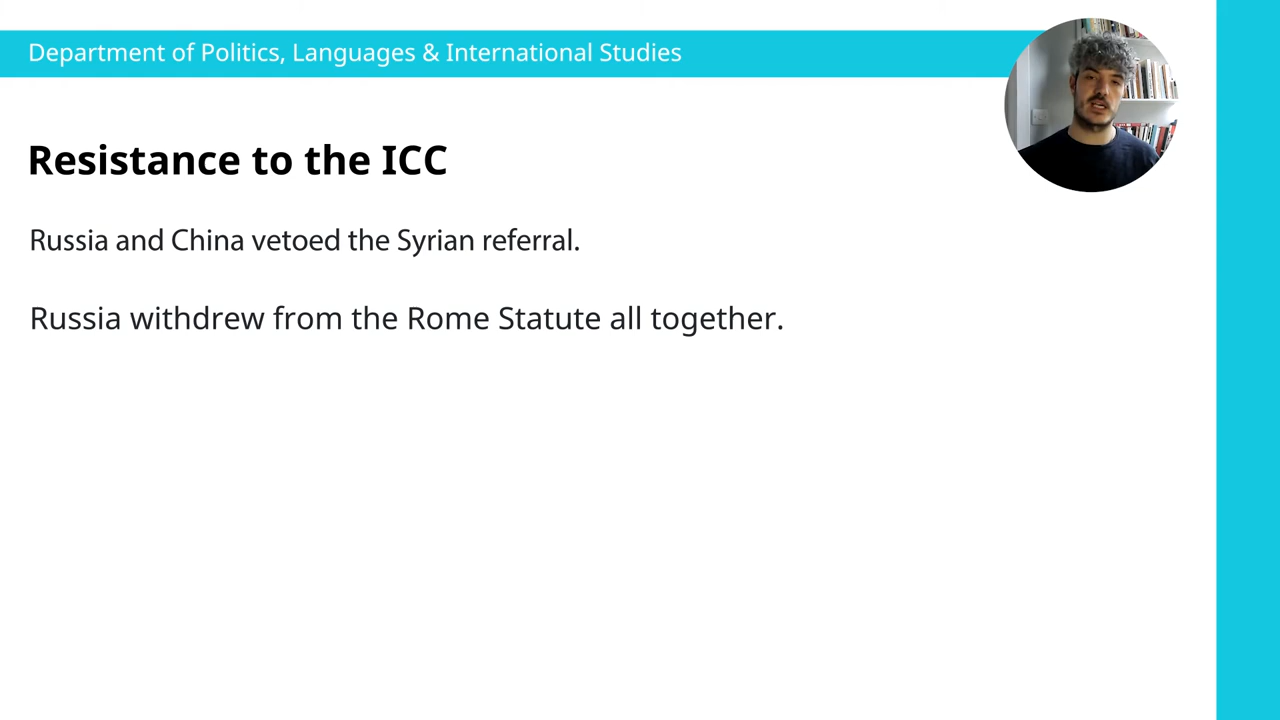 Department of Politics, Languages & International Studies
Resistance to the ICC
Russia and China vetoed the Syrian referral.
Russia withdrew from the Rome Statute all together.